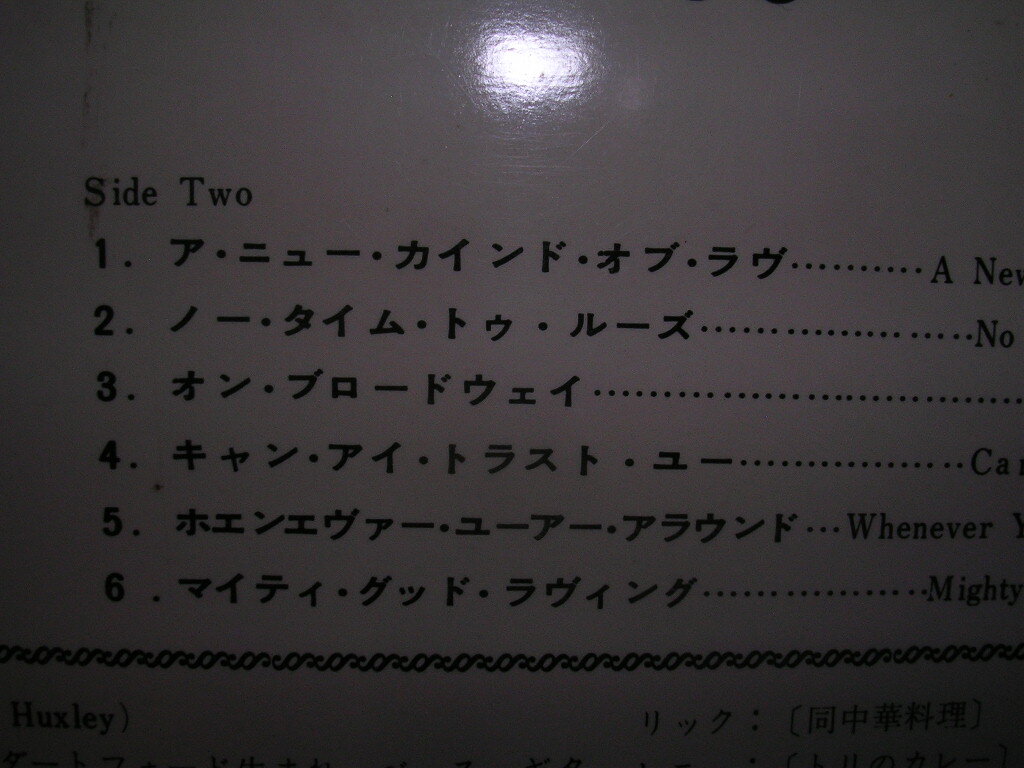 Side Two
1. ア・ニュー・カインド・オブ・ラヴ………… A New
2. ノー・タイム・トゥ・ルーズ…………………No
3. オン・ブロードウェイ……………………………
4. キャン・アイ・トラスト・ユー………………Can
5. ホエンエヴァー・ユーアー・アラウンド…Whenever Y
6. マイティ・グッド・ラヴィング………………Mighty
Huxley) リック：〔同中華料理〕